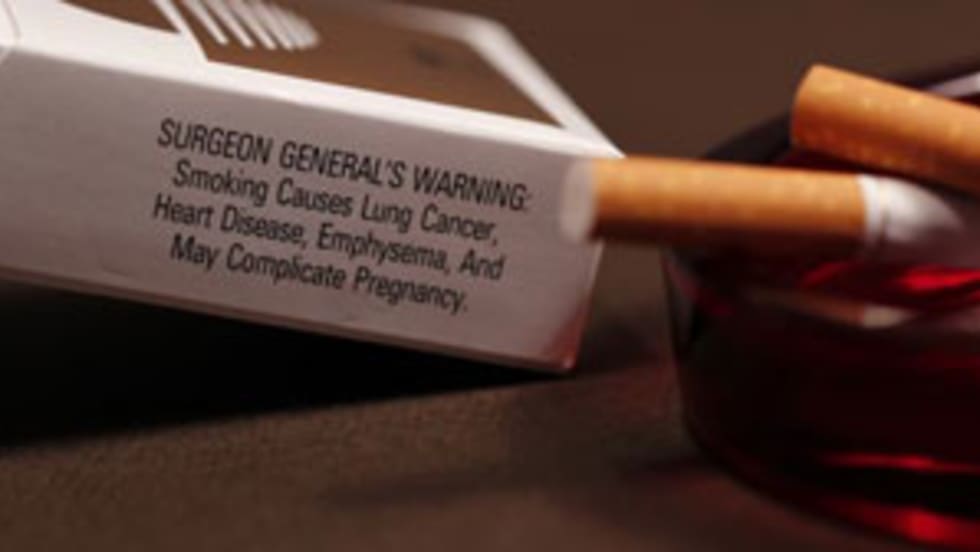 SURGEON GENERAL'S WARNING:
Smoking Causes Lung Cancer,
Heart Disease, Emphysema, And
May Complicate Pregnancy.